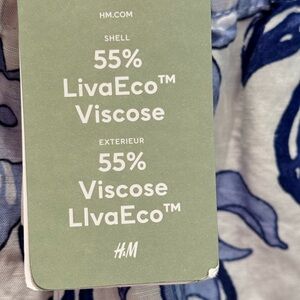 HM.COM
SHELL
55%
LivaEco™
Viscose
EXTERIEUR
55%
Viscose
LIvaEco™
H&M